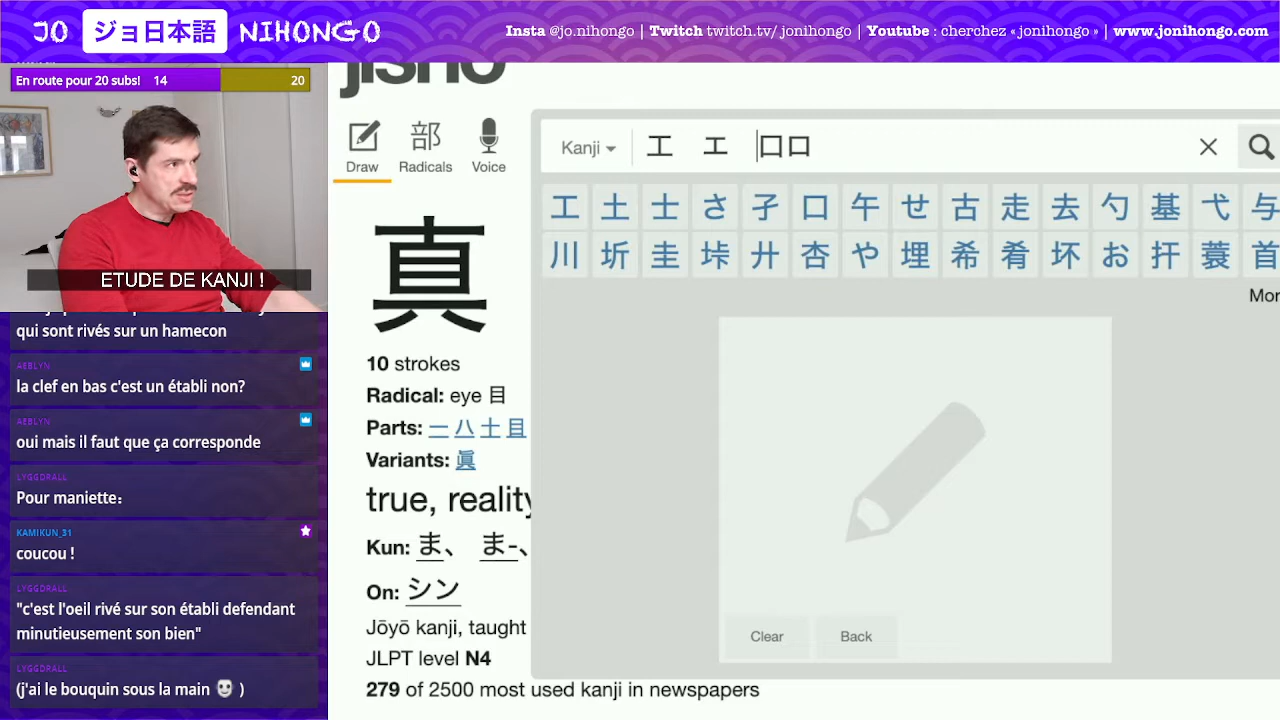 JO ジョ日本語 NIHONGO
Insta @jo.nihongo | Twitch twitch.tv/ jonihongo | Youtube : cherchez « jonihongo » | www.jonihongo.com
En route pour 20 subs! 14 20
ETUDE DE KANJI !
qui sont rivés sur un hamecon
AEBLYN
la clef en bas c'est un établi non?
AEBLYN
oui mais il faut que ça corresponde
LYGGDRALL
Pour maniette:
KAMIKUN_31
coucou !
LYGGDRALL
"c'est l'oeil rivé sur son établi defendant
minutieusement son bien"
LYGGDRALL
(j'ai le bouquin sous la main 💀 )
jisho
Draw 部 Radicals Voice
Kanji 工 エ 口ロ
工 土 士 さ 孑 口 午 せ 古 走 去 勺 基 弋 与
川 圻 圭 垰 廾 杏 や 埋 希 肴 坏 お 扞 蓑 首
Mor
真
10 strokes
Radical: eye 目
Parts: 一 八 十 目
Variants: 眞
true, reality
Kun: ま、 ま-、
On: シン
Jōyō kanji, taught
JLPT level N4
279 of 2500 most used kanji in newspapers
Clear Back